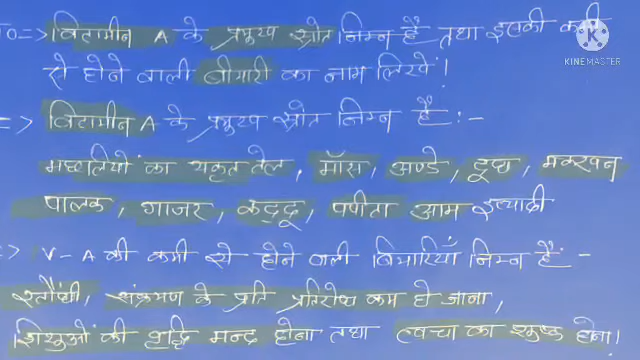 KINEMASTER
10=> विटामीन A के प्रमुख स्रोत निम्न है तथा इसकी कमी
से होने वाली बीमारी का नाम लिखें!
=> विटामीन A के प्रमुख स्रोत निम्न हैं:-
मछलियों का यकृत तेल, माँस, अण्डे, दूध, मक्खन
पालक, गाजर, कद्दू, पपीता आम इत्यादी
=> V-A की कमी से होने वाली बिमारियाँ निम्न हैं:-
रतौंधी, संक्रमण के प्रति प्रतिरोध कम हो जाना,
शिशुओं की वृद्धि मन्द होना तथा त्वचा का शुष्क होना।